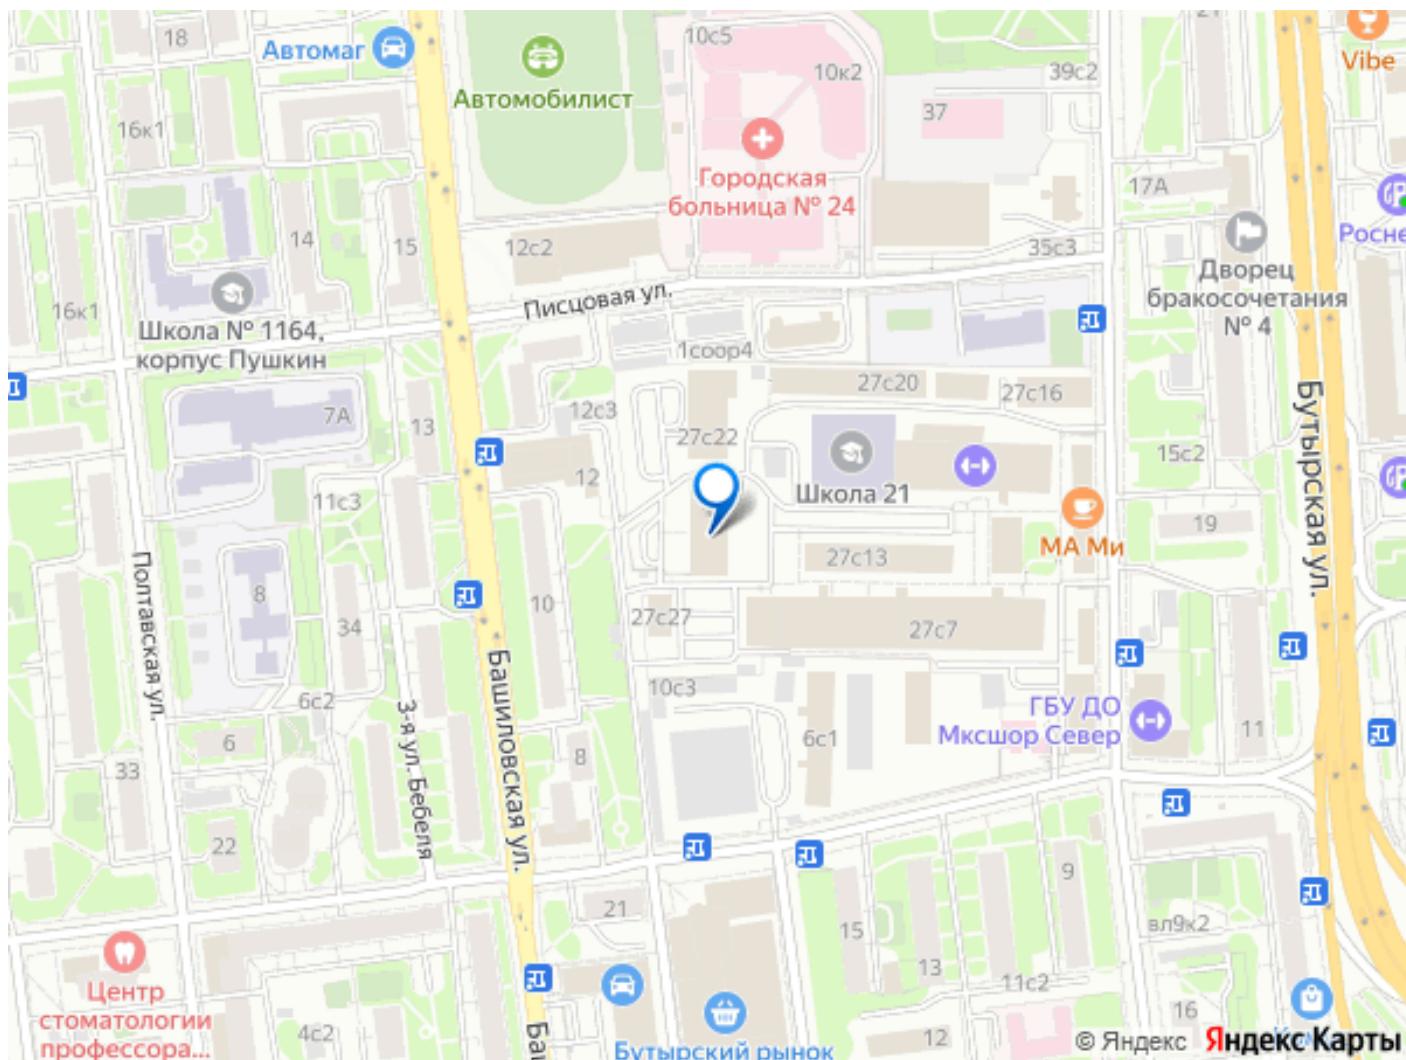 18
Автомаг
Автомобилист
10с5
10к2
39с2
Vibe
37
16к1
Городская
больница № 24
17А
14
15
12с2
35с3
Росне
Дворец
бракосочетания
№ 4
Писцовая ул.
16к1
Школа № 1164,
корпус Пушкин
1соор4
27с20
27с16
7А
13
12с3
27с22
Бутырская ул.
15с2
12
Школа 21
11с3
МА Ми
19
27с13
Полтавская ул.
8
10
34
27с27
27с7
Башиловская ул.
10с3
6с2
3-я ул. Бебеля
ГБУ ДО
Мксшор Север
6с1
11
6
33
8
22
9
21
15
вл9к2
13
11с2
Центр
стоматологии
профессора...
4с2
Баш
16
12
Бутырский рынок
© Яндекс Яндекс Карты